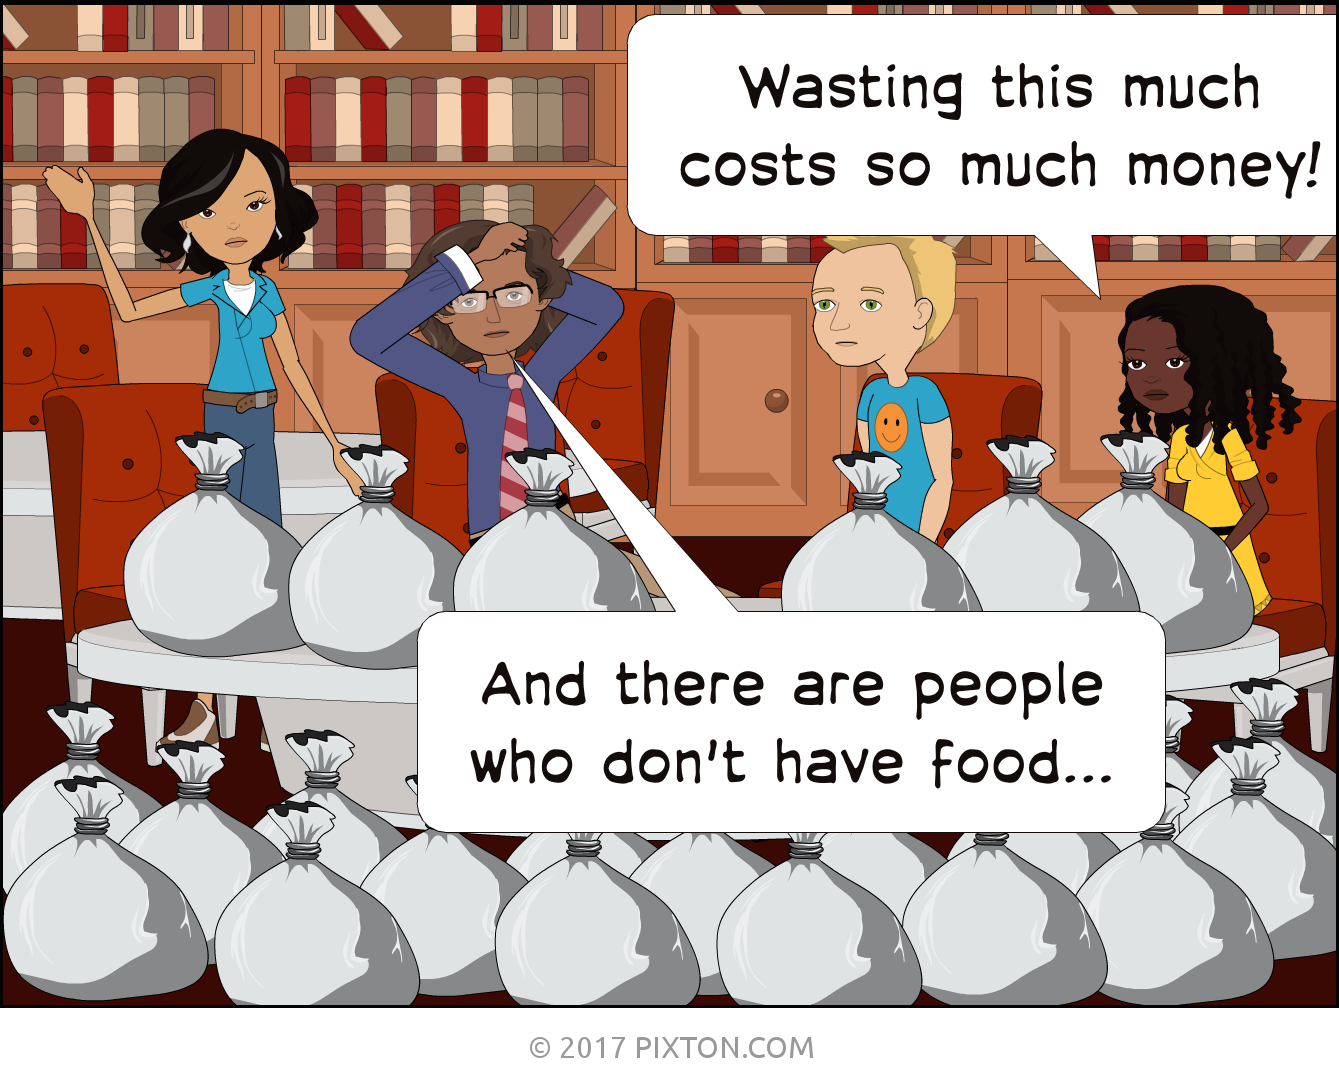 Wasting this much
costs so much money!
And there are people
who don't have food...
© 2017 PIXTON.COM